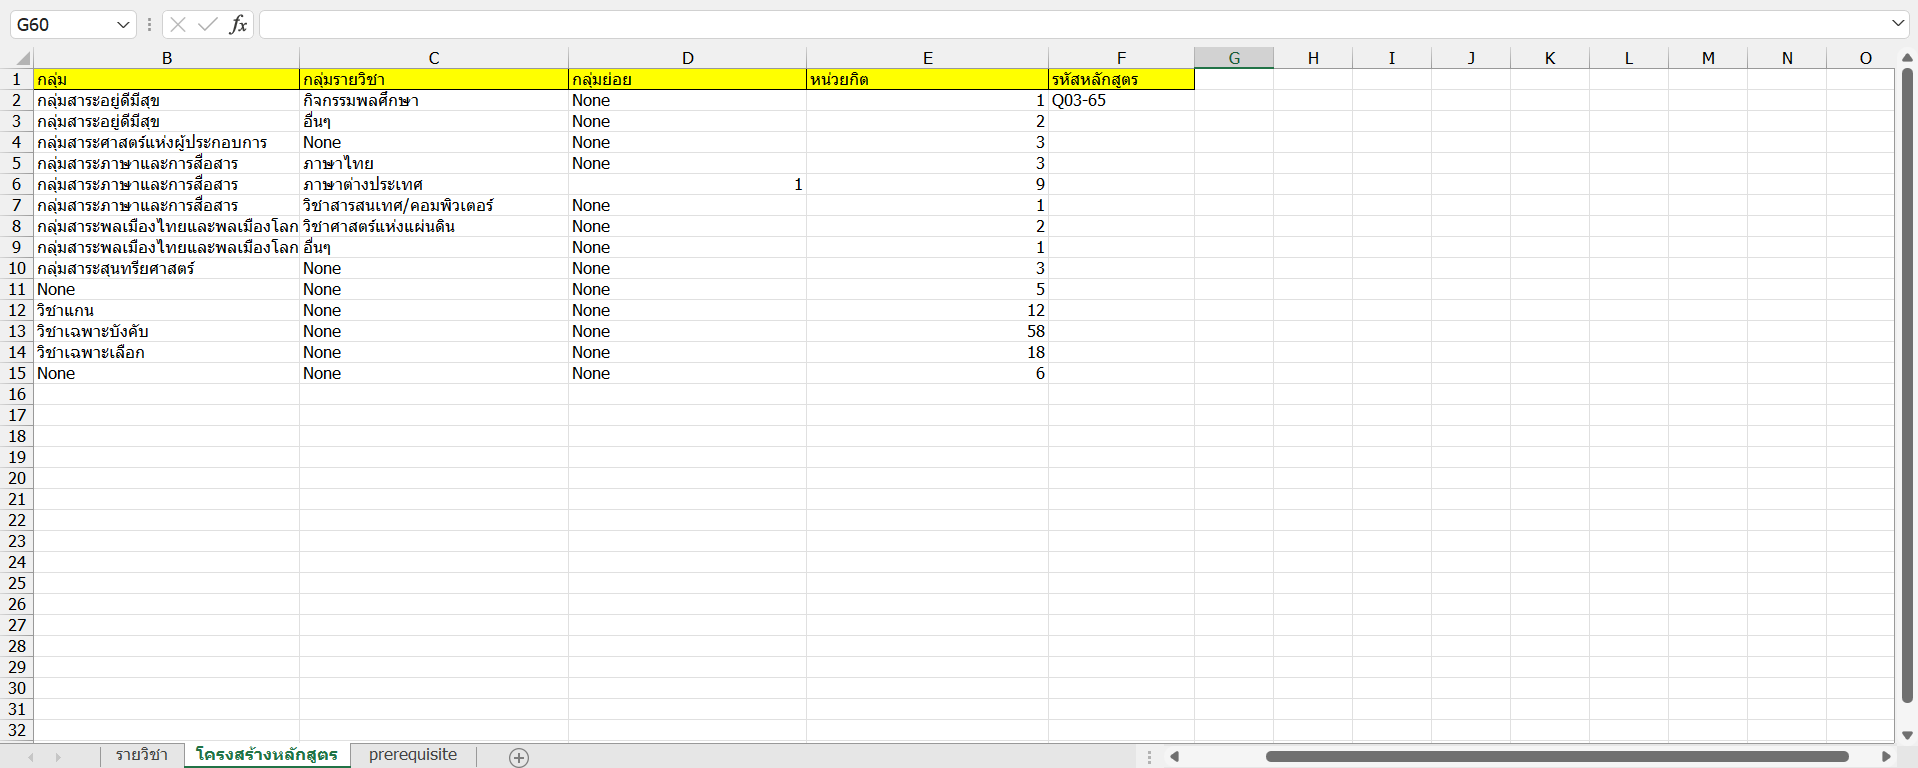 G60 fx
B C D E F G H I J K L M N O
1 กลุ่ม กลุ่มรายวิชา กลุ่มย่อย หน่วยกิต รหัสหลักสูตร
2 กลุ่มสาระอยู่ดีมีสุข กิจกรรมพลศึกษา None 1 Q03-65
3 กลุ่มสาระอยู่ดีมีสุข อื่นๆ None 2
4 กลุ่มสาระศาสตร์แห่งผู้ประกอบการ None None 3
5 กลุ่มสาระภาษาและการสื่อสาร ภาษาไทย None 3
6 กลุ่มสาระภาษาและการสื่อสาร ภาษาต่างประเทศ 1 9
7 กลุ่มสาระภาษาและการสื่อสาร วิชาสารสนเทศ/คอมพิวเตอร์ None 1
8 กลุ่มสาระพลเมืองไทยและพลเมืองโลก วิชาศาสตร์แห่งแผ่นดิน None 2
9 กลุ่มสาระพลเมืองไทยและพลเมืองโลก อื่นๆ None 1
10 กลุ่มสาระสุนทรียศาสตร์ None None 3
11 None None None 5
12 วิชาแกน None None 12
13 วิชาเฉพาะบังคับ None None 58
14 วิชาเฉพาะเลือก None None 18
15 None None None 6
16
17
18
19
20
21
22
23
24
25
26
27
28
29
30
31
32
รายวิชา โครงสร้างหลักสูตร prerequisite